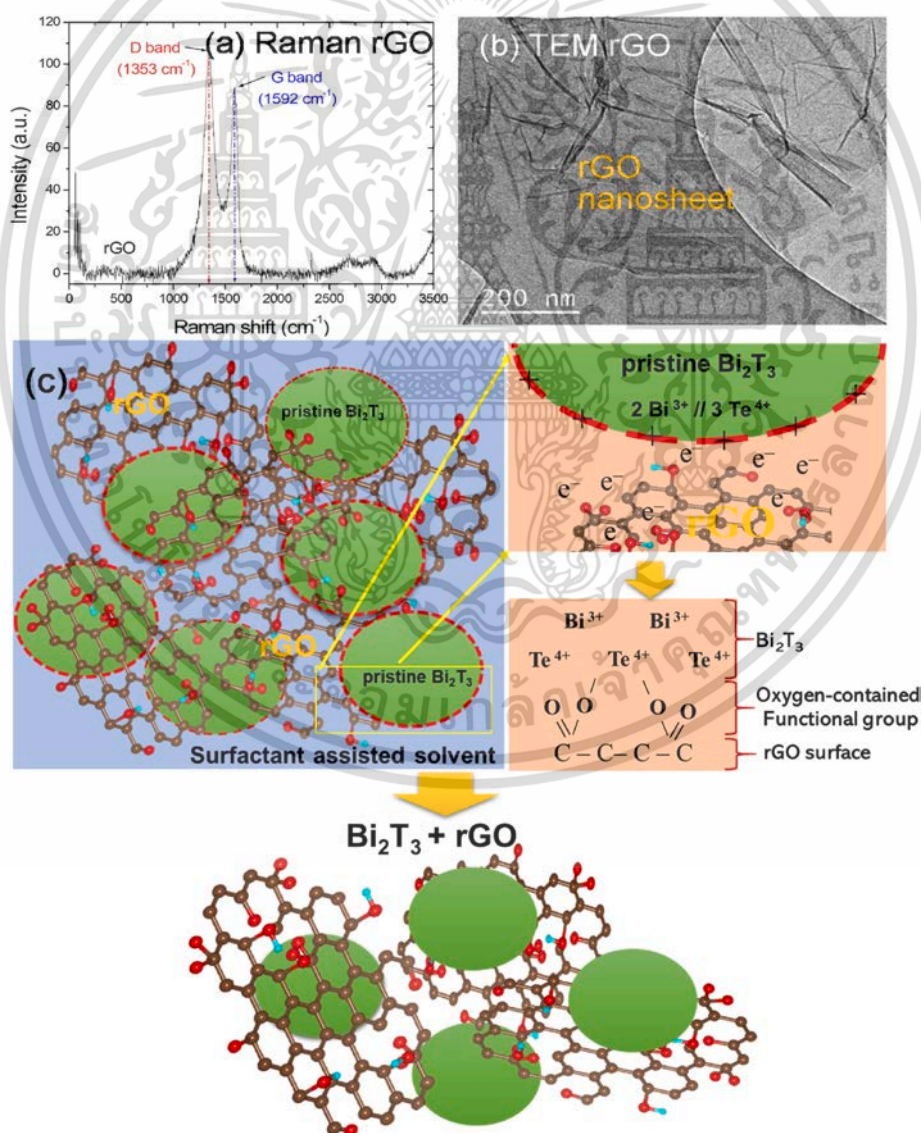 (a) Raman rGO
D band
(1353 cm⁻¹)
G band
(1592 cm⁻¹)
120
100
80
60
40
20
0
Intensity (a.u.)
rGO
0
500
1000
1500
2000
2500
3000
3500
Raman shift (cm⁻¹)
(b) TEM rGO
rGO
nanosheet
200 nm
(c)
rGO
pristine Bi₂T₃
rGO
pristine Bi₂T₃
Surfactant assisted solvent
pristine Bi₂T₃
2 Bi³⁺ // 3 Te⁴⁺
+ + + + + +
e⁻ e⁻ e⁻ e⁻ e⁻ e e e
rGO
Bi³⁺ Bi³⁺
Te⁴⁺ Te⁴⁺ Te⁴⁺
O O O O
C – C – C – C
Bi₂T₃
Oxygen-contained
Functional group
rGO surface
Bi₂T₃ + rGO